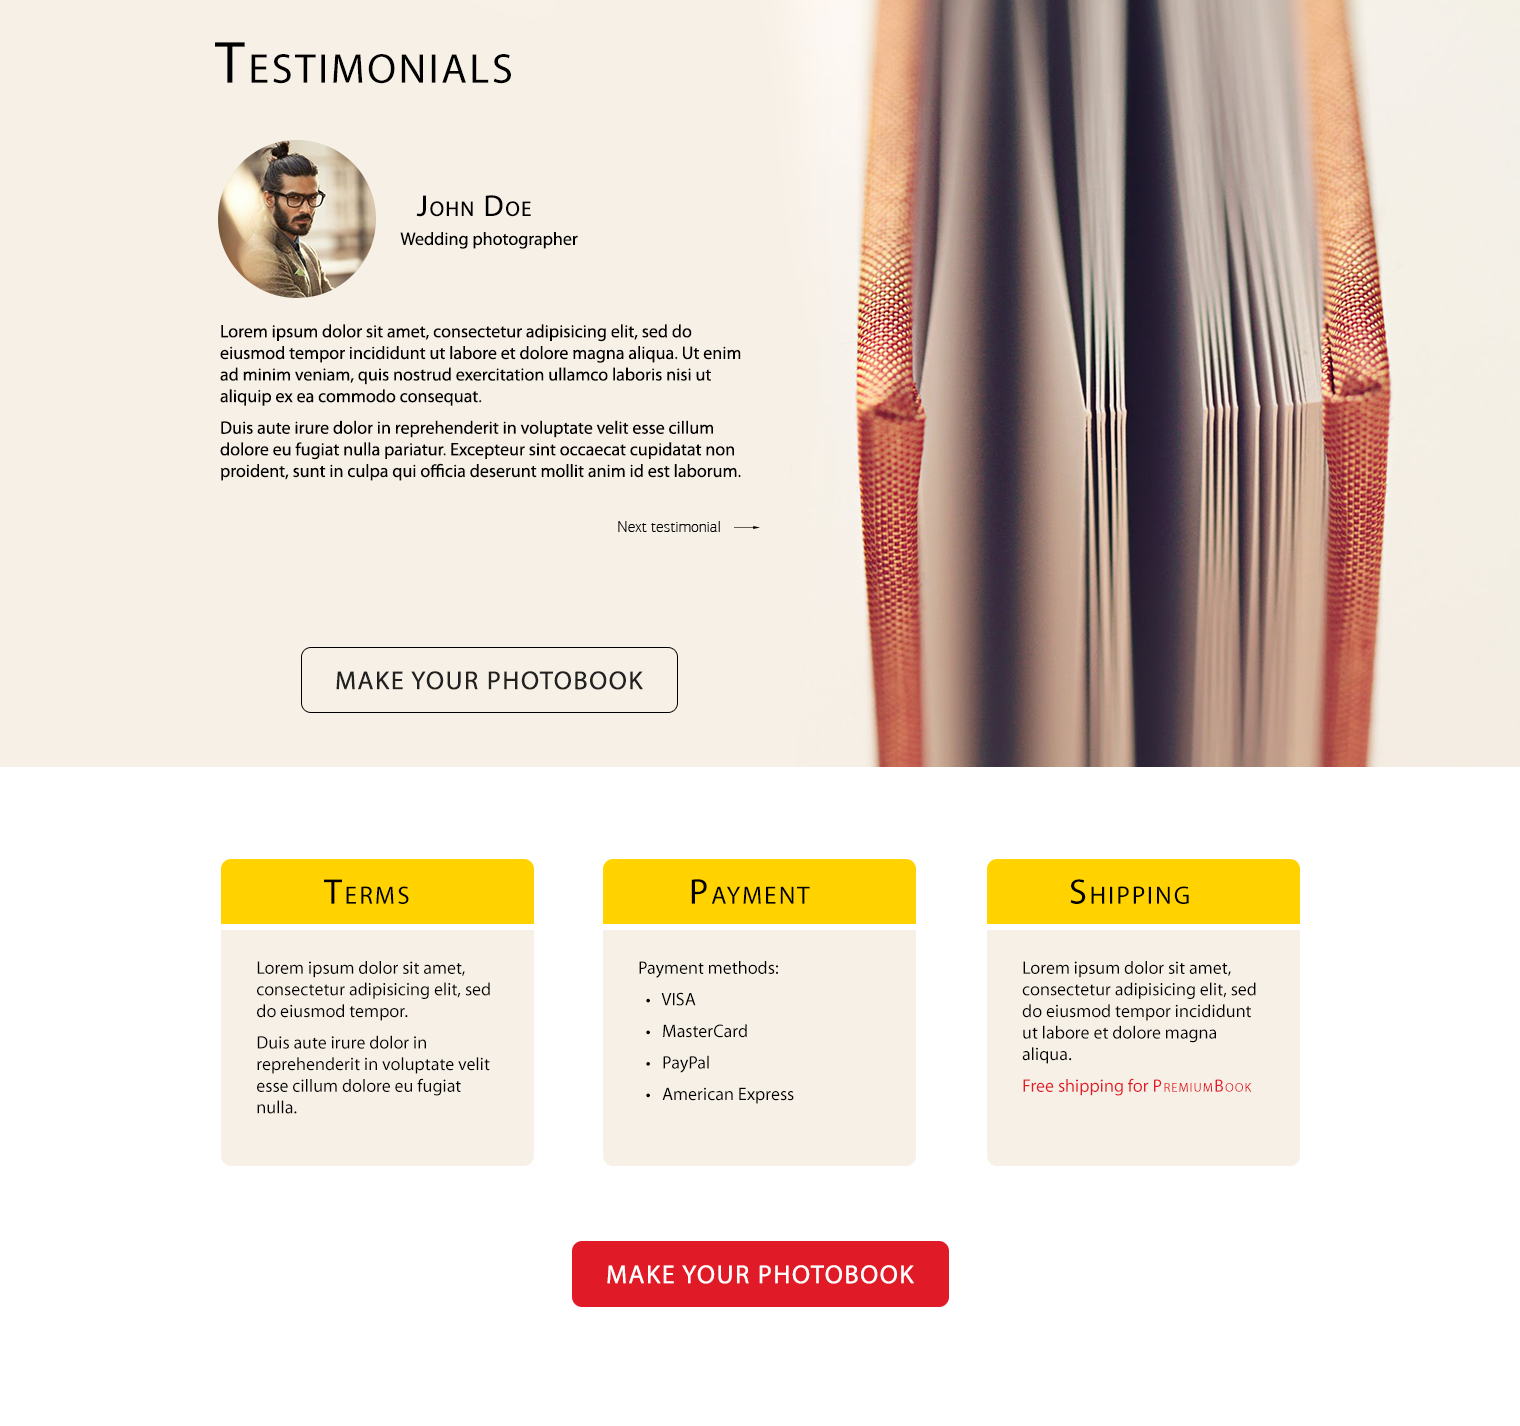 Testimonials
John Doe
Wedding photographer
Lorem ipsum dolor sit amet, consectetur adipisicing elit, sed do
eiusmod tempor incididunt ut labore et dolore magna aliqua. Ut enim
ad minim veniam, quis nostrud exercitation ullamco laboris nisi ut
aliquip ex ea commodo consequat.
Duis aute irure dolor in reprehenderit in voluptate velit esse cillum
dolore eu fugiat nulla pariatur. Excepteur sint occaecat cupidatat non
proident, sunt in culpa qui officia deserunt mollit anim id est laborum.
Next testimonial
MAKE YOUR PHOTOBOOK
Terms
Lorem ipsum dolor sit amet,
consectetur adipisicing elit, sed
do eiusmod tempor.
Duis aute irure dolor in
reprehenderit in voluptate velit
esse cillum dolore eu fugiat
nulla.
Payment
Payment methods:
• VISA
• MasterCard
• PayPal
• American Express
Shipping
Lorem ipsum dolor sit amet,
consectetur adipisicing elit, sed
do eiusmod tempor incididunt
ut labore et dolore magna
aliqua.
Free shipping for PremiumBook
MAKE YOUR PHOTOBOOK